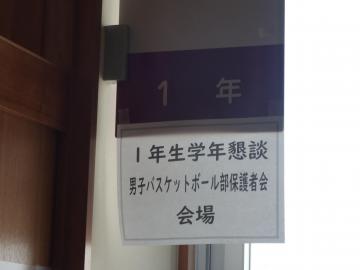 1年
1年生学年懇談
男子バスケットボール部保護者会
会場